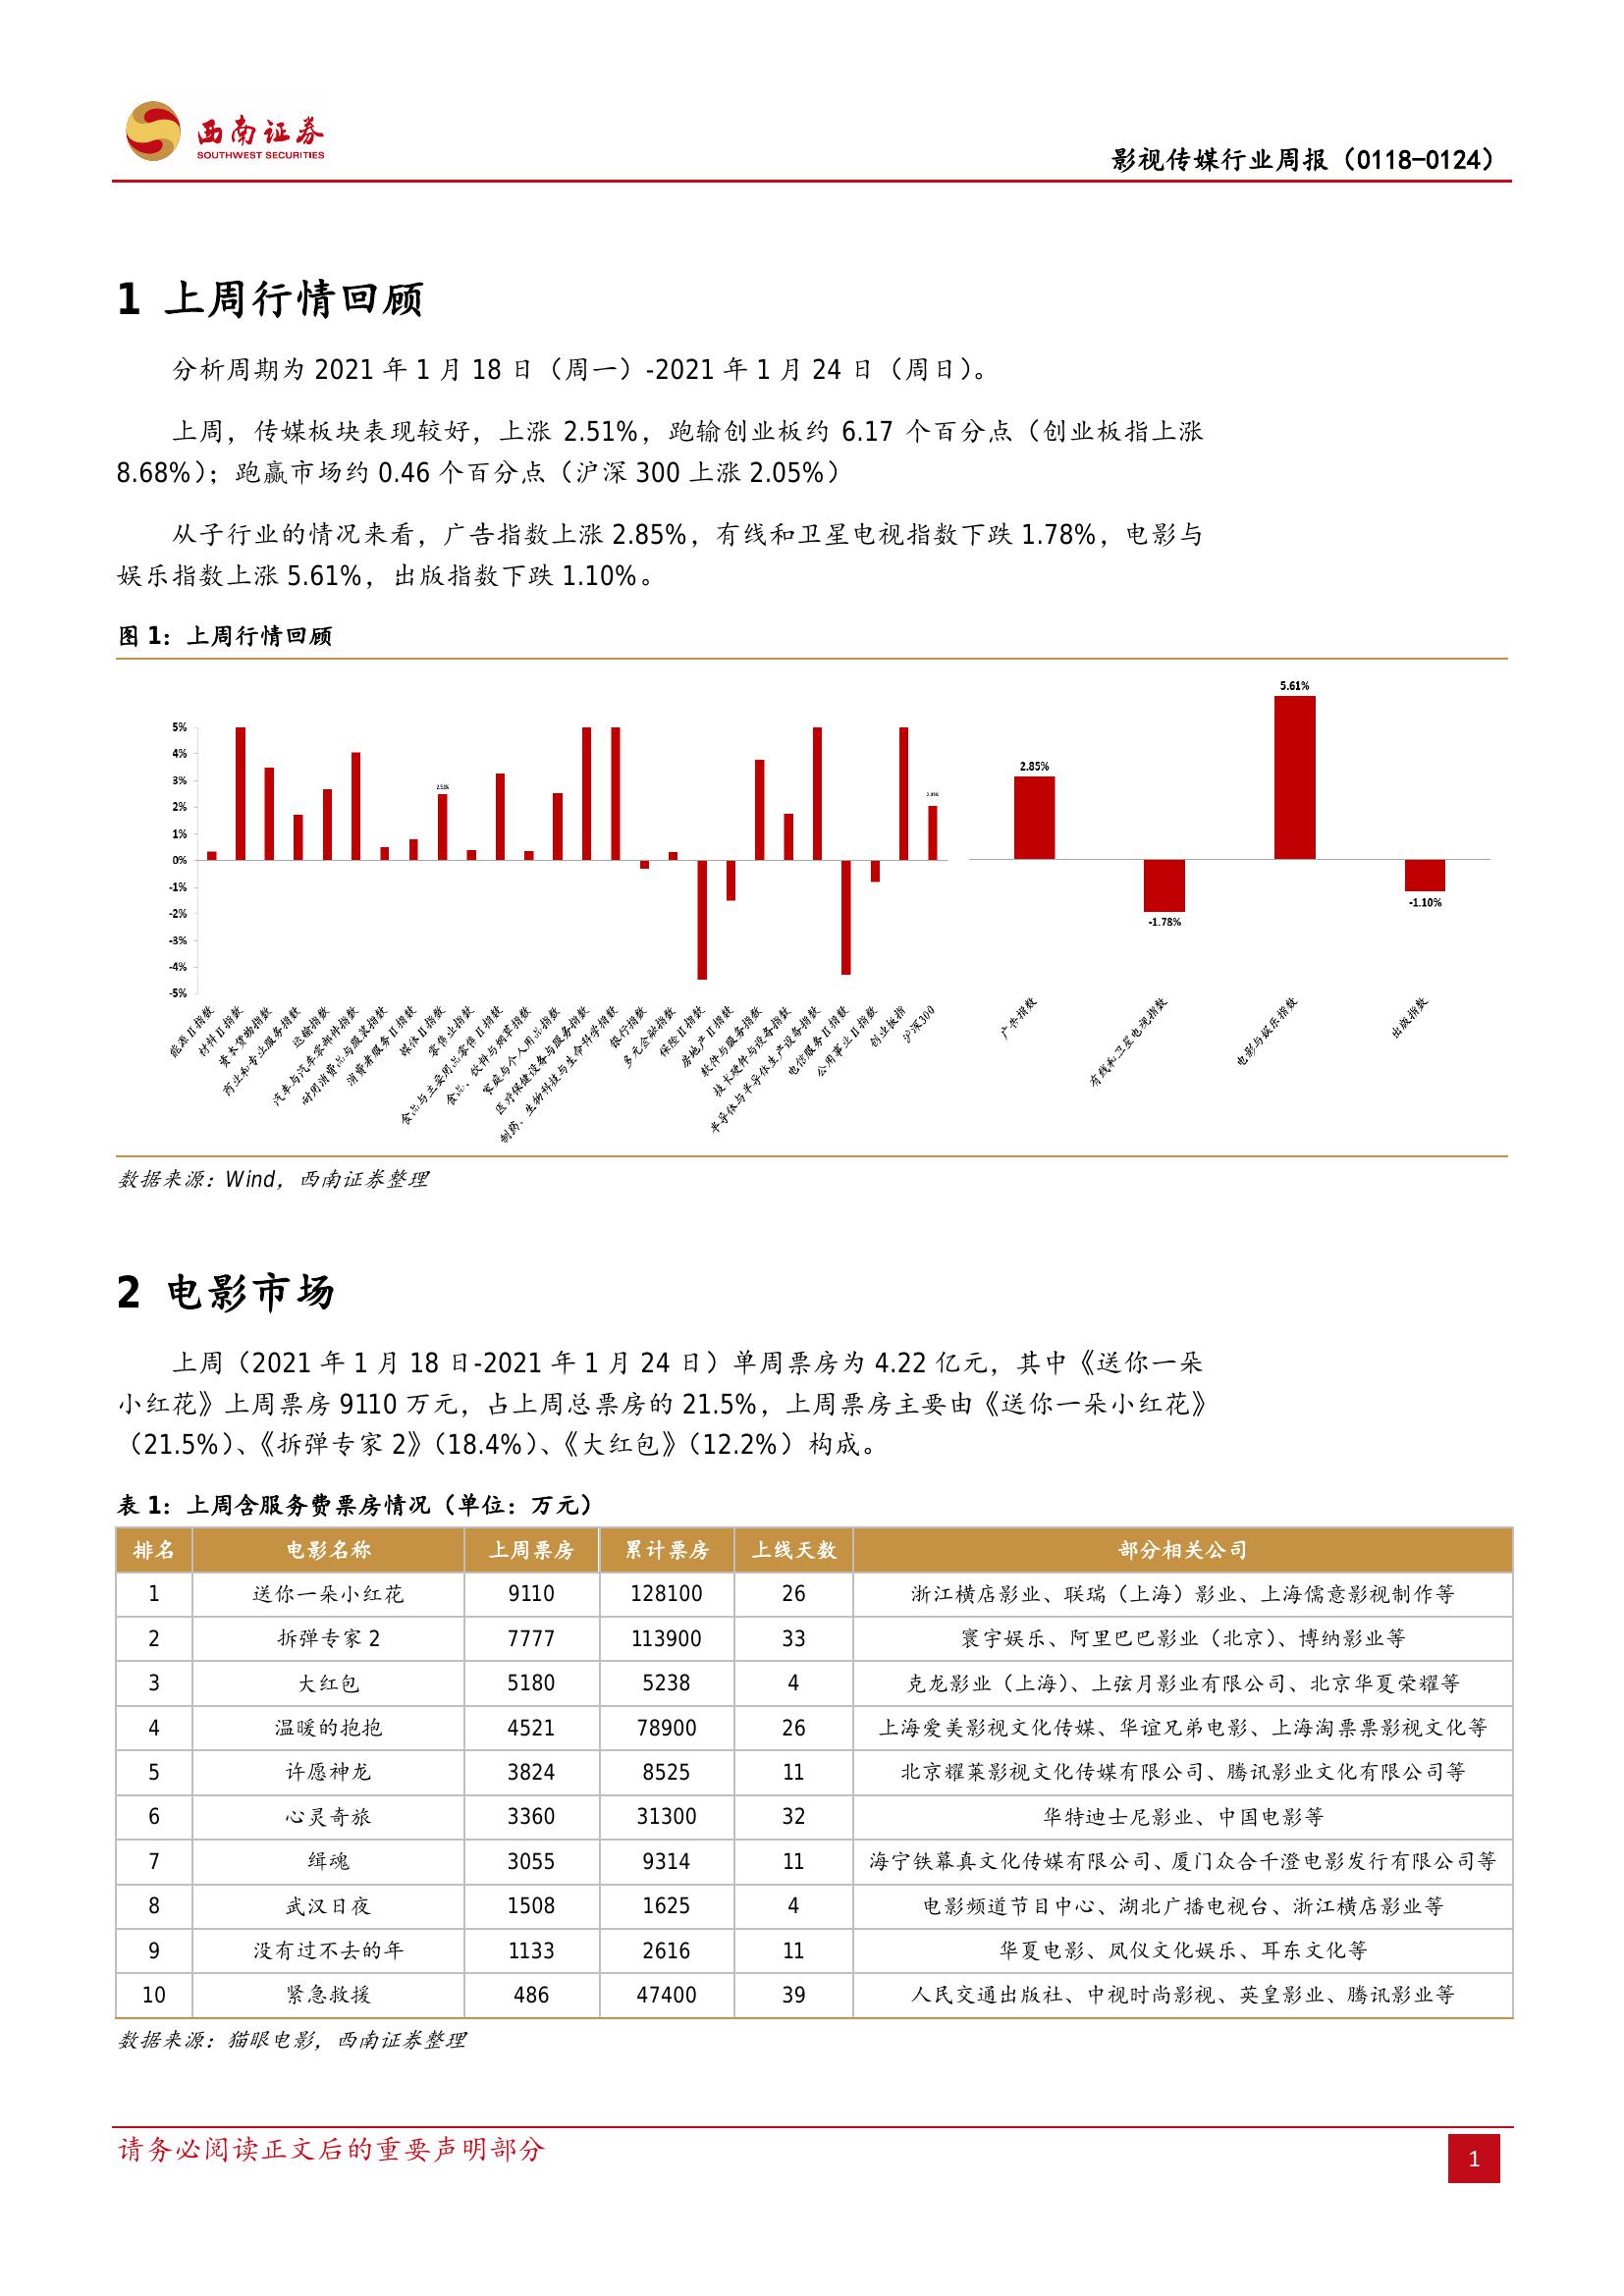 西南证券
SOUTHWEST SECURITIES
影视传媒行业周报（0118-0124）
1 上周行情回顾
分析周期为 2021 年 1 月 18 日（周一）-2021 年 1 月 24 日（周日）。
上周，传媒板块表现较好，上涨 2.51%，跑输创业板约 6.17 个百分点（创业板指上涨
8.68%）；跑赢市场约 0.46 个百分点（沪深 300 上涨 2.05%）
从子行业的情况来看，广告指数上涨 2.85%，有线和卫星电视指数下跌 1.78%，电影与
娱乐指数上涨 5.61%，出版指数下跌 1.10%。
图 1：上周行情回顾
5%
4%
3%
2%
1%
0%
-1%
-2%
-3%
-4%
-5%
2.51%
2.05%
能源II指数
材料II指数
资本货物指数
商业和专业服务指数
运输指数
汽车与汽车零部件指数
耐用消费品与服装指数
消费者服务II指数
媒体II指数
零售业指数
食品与主要用品零售II指数
食品、饮料与烟草指数
家庭与个人用品指数
医疗保健设备与服务指数
制药、生物科技与生命科学指数
银行指数
多元金融指数
保险II指数
房地产II指数
软件与服务指数
技术硬件与设备指数
半导体与半导体生产设备指数
电信服务II指数
公用事业II指数
创业板指
沪深300
2.85%
-1.78%
5.61%
-1.10%
广告指数
有线和卫星电视指数
电影与娱乐指数
出版指数
数据来源：Wind，西南证券整理
2 电影市场
上周（2021 年 1 月 18 日-2021 年 1 月 24 日）单周票房为 4.22 亿元，其中《送你一朵
小红花》上周票房 9110 万元，占上周总票房的 21.5%，上周票房主要由《送你一朵小红花》
（21.5%）、《拆弹专家 2》（18.4%）、《大红包》（12.2%）构成。
表 1：上周含服务费票房情况（单位：万元）
排名 电影名称 上周票房 累计票房 上线天数 部分相关公司
1 送你一朵小红花 9110 128100 26 浙江横店影业、联瑞（上海）影业、上海儒意影视制作等
2 拆弹专家 2 7777 113900 33 寰宇娱乐、阿里巴巴影业（北京）、博纳影业等
3 大红包 5180 5238 4 克龙影业（上海）、上弦月影业有限公司、北京华夏荣耀等
4 温暖的抱抱 4521 78900 26 上海爱美影视文化传媒、华谊兄弟电影、上海淘票票影视文化等
5 许愿神龙 3824 8525 11 北京耀莱影视文化传媒有限公司、腾讯影业文化有限公司等
6 心灵奇旅 3360 31300 32 华特迪士尼影业、中国电影等
7 缉魂 3055 9314 11 海宁铁幕真文化传媒有限公司、厦门众合千澄电影发行有限公司等
8 武汉日夜 1508 1625 4 电影频道节目中心、湖北广播电视台、浙江横店影业等
9 没有过不去的年 1133 2616 11 华夏电影、凤仪文化娱乐、耳东文化等
10 紧急救援 486 47400 39 人民交通出版社、中视时尚影视、英皇影业、腾讯影业等
数据来源：猫眼电影，西南证券整理
请务必阅读正文后的重要声明部分
1